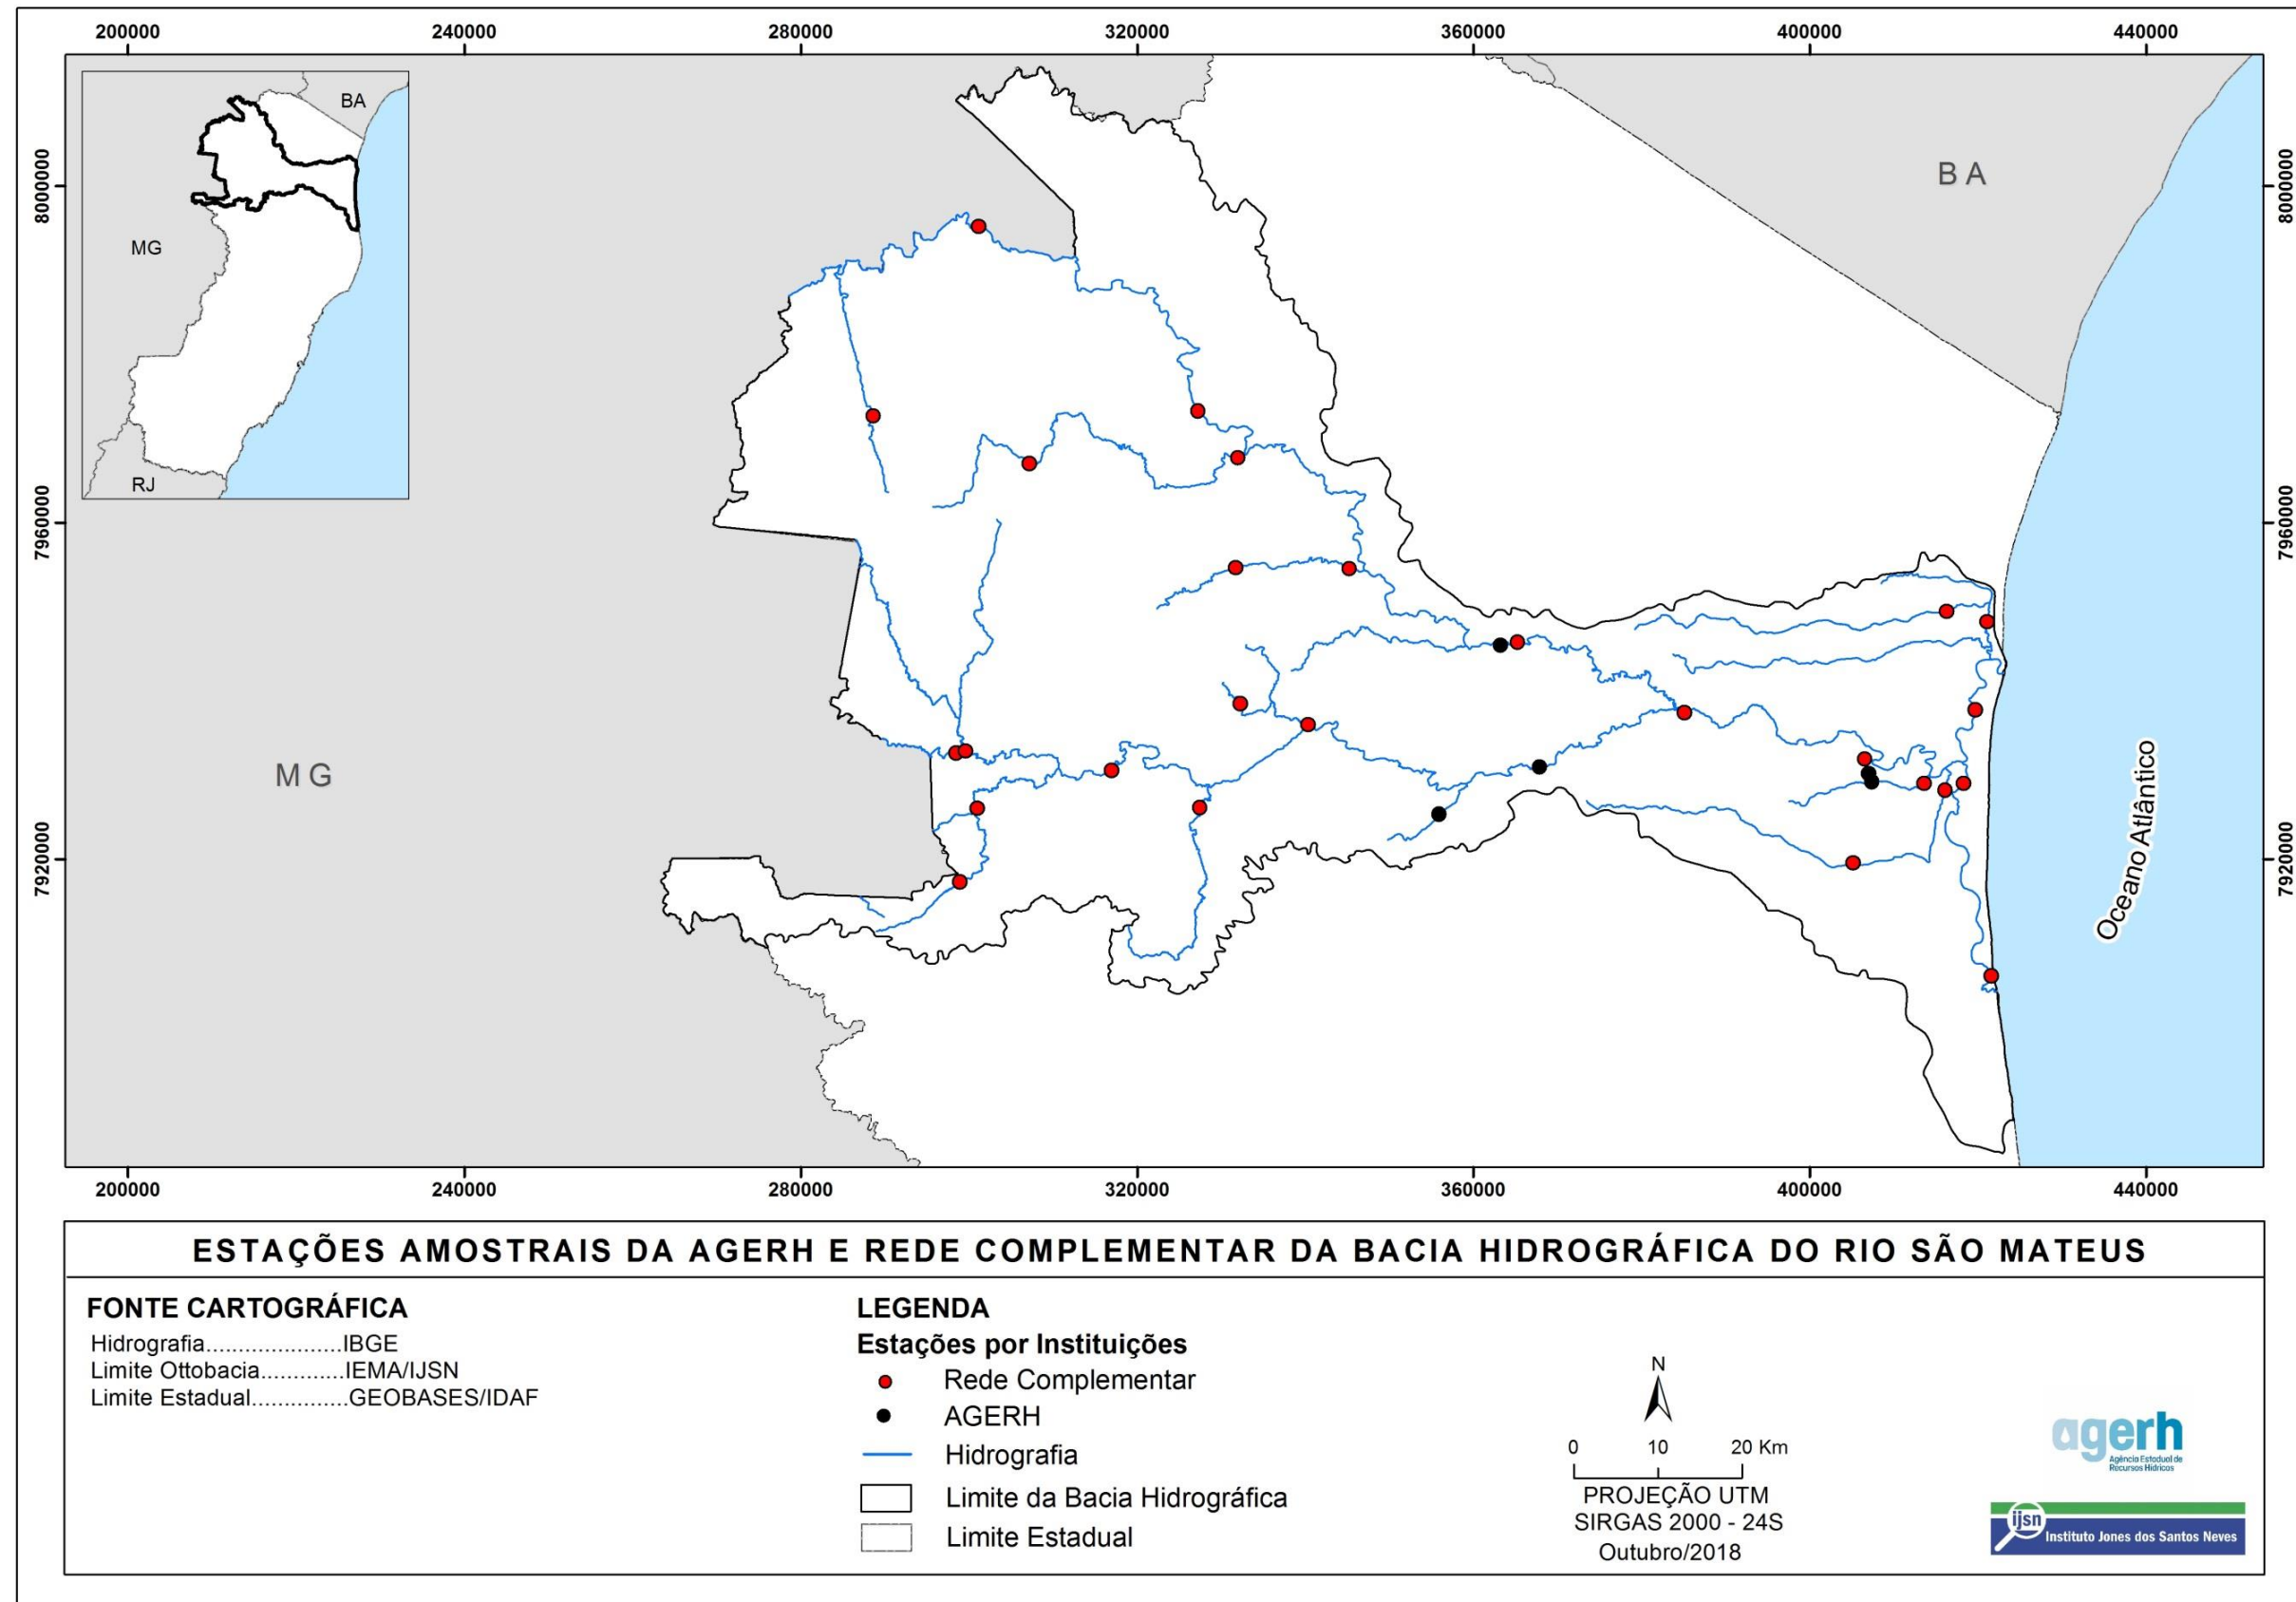 200000 240000 280000 320000 360000 400000 440000
BA
MG
RJ
BA
MG
Oceano Atlântico
8000000
7960000
7920000
8000000
7960000
7920000
200000 240000 280000 320000 360000 400000 440000
ESTAÇÕES AMOSTRAIS DA AGERH E REDE COMPLEMENTAR DA BACIA HIDROGRÁFICA DO RIO SÃO MATEUS
FONTE CARTOGRÁFICA
Hidrografia.....................IBGE
Limite Ottobacia.............IEMA/IJSN
Limite Estadual...............GEOBASES/IDAF
LEGENDA
Estações por Instituições
Rede Complementar
AGERH
Hidrografia
Limite da Bacia Hidrográfica
Limite Estadual
N
0 10 20 Km
PROJEÇÃO UTM
SIRGAS 2000 - 24S
Outubro/2018
agerh
Agência Estadual de
Recursos Hídricos
ijsn
Instituto Jones dos Santos Neves